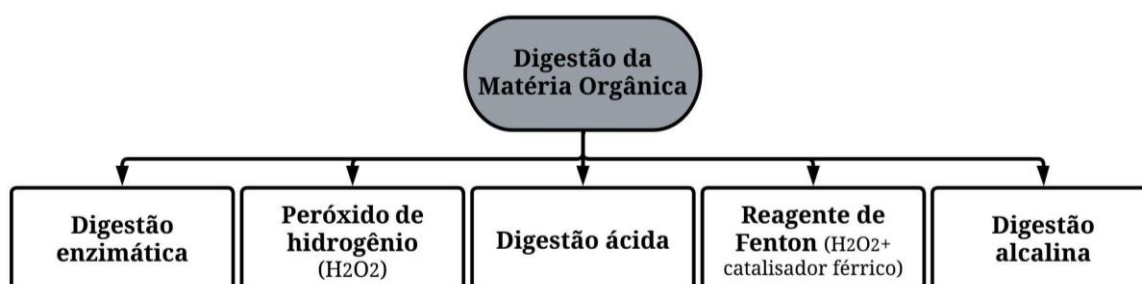 Digestão da
Matéria Orgânica
Digestão
enzimática
Peróxido de
hidrogênio
(H2O2)
Digestão ácida
Reagente de
Fenton (H2O2+
catalisador férrico)
Digestão
alcalina